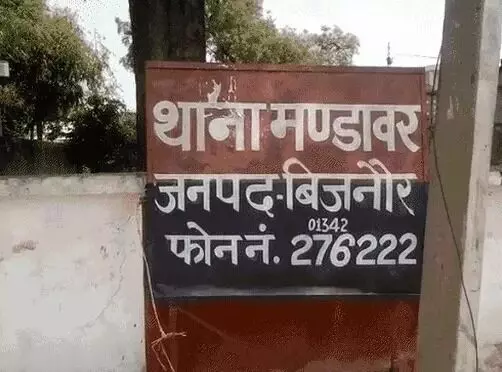 थाना मण्डावर
जनपद:-बिजनौर
01342
फोन नं. 276222